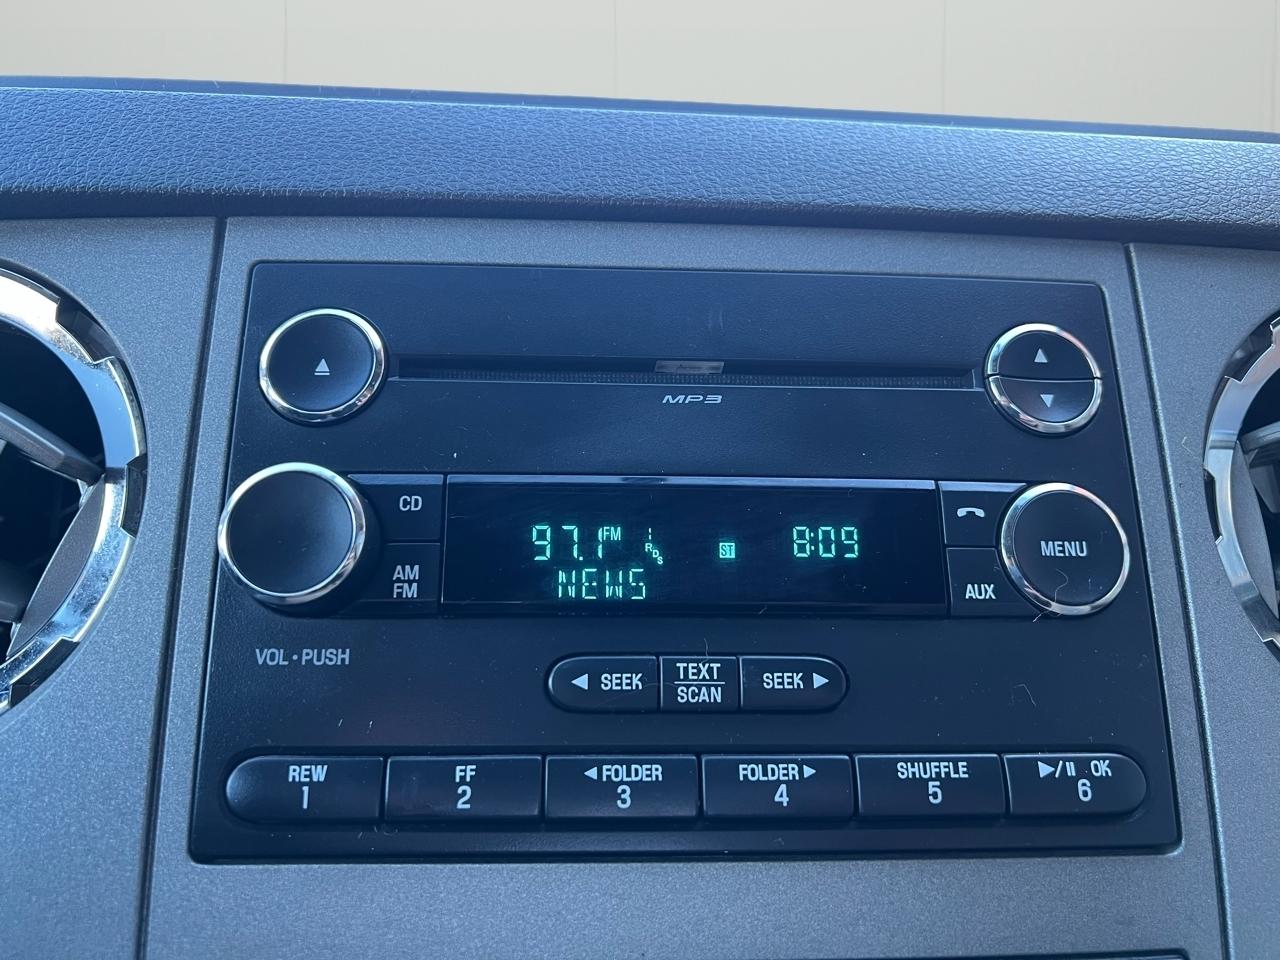 MP3
CD
AM
FM
97.1 FM 1 RDS ST 8:09
NEWS
MENU
AUX
VOL•PUSH
◀ SEEK
TEXT
SCAN
SEEK ▶
REW
1
FF
2
◀ FOLDER
3
FOLDER ▶
4
SHUFFLE
5
▶/II OK
6